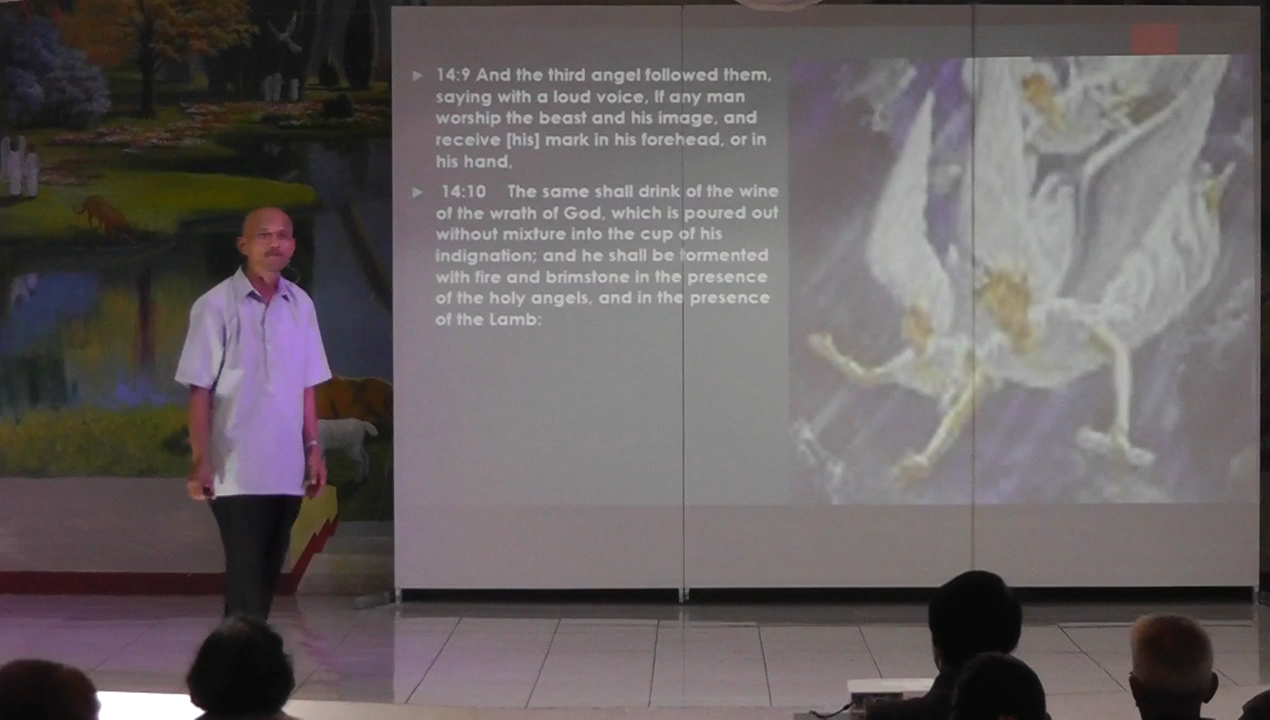 14:9 And the third angel followed them,
saying with a loud voice, If any man
worship the beast and his image, and
receive [his] mark in his forehead, or in
his hand,
14:10 The same shall drink of the wine
of the wrath of God, which is poured out
without mixture into the cup of his
indignation; and he shall be tormented
with fire and brimstone in the presence
of the holy angels, and in the presence
of the Lamb: